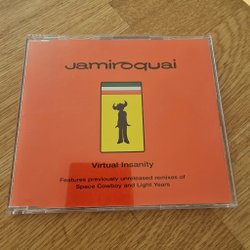 Jamiroquai
Virtual Insanity
Features previously unreleased remixes of
Space Cowboy and Light Years